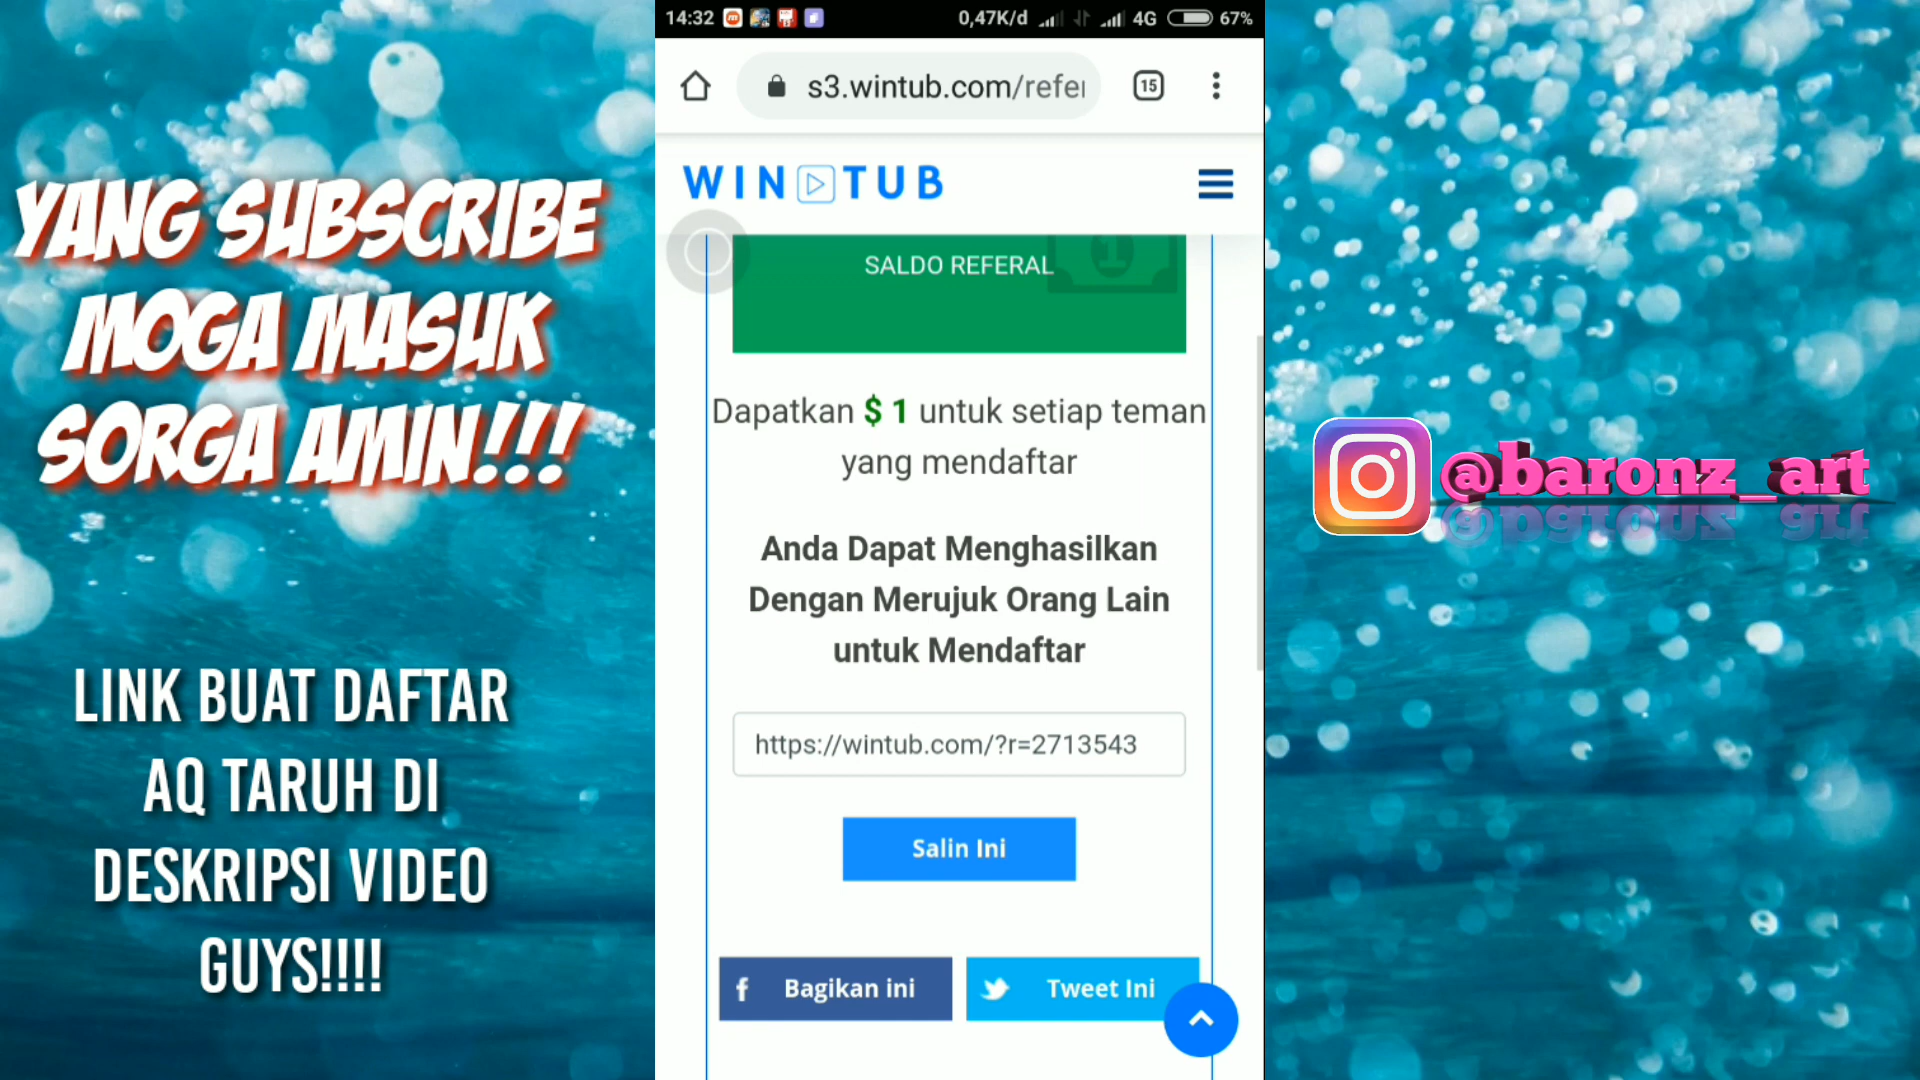 YANG SUBSCRIBE
MOGA MASUK
SORGA AMIN!!!
LINK BUAT DAFTAR
AQ TARUH DI
DESKRIPSI VIDEO
GUYS!!!!
14:32 0,47K/d 4G 67%
s3.wintub.com/refer
15
WIN TUB
SALDO REFERAL
1
Dapatkan $ 1 untuk setiap teman
yang mendaftar
Anda Dapat Menghasilkan
Dengan Merujuk Orang Lain
untuk Mendaftar
https://wintub.com/?r=2713543
Salin Ini
f Bagikan ini
Tweet Ini
@baronz_art